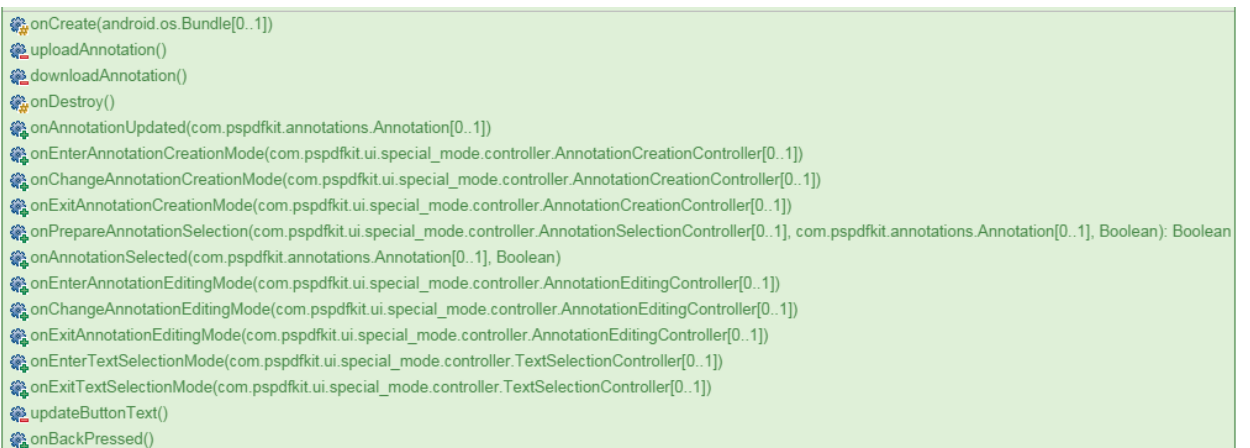 onCreate(android.os.Bundle[0..1])
uploadAnnotation()
downloadAnnotation()
onDestroy()
onAnnotationUpdated(com.pspdfkit.annotations.Annotation[0..1])
onEnterAnnotationCreationMode(com.pspdfkit.ui.special_mode.controller.AnnotationCreationController[0..1])
onChangeAnnotationCreationMode(com.pspdfkit.ui.special_mode.controller.AnnotationCreationController[0..1])
onExitAnnotationCreationMode(com.pspdfkit.ui.special_mode.controller.AnnotationCreationController[0..1])
onPrepareAnnotationSelection(com.pspdfkit.ui.special_mode.controller.AnnotationSelectionController[0..1], com.pspdfkit.annotations.Annotation[0..1], Boolean): Boolean
onAnnotationSelected(com.pspdfkit.annotations.Annotation[0..1], Boolean)
onEnterAnnotationEditingMode(com.pspdfkit.ui.special_mode.controller.AnnotationEditingController[0..1])
onChangeAnnotationEditingMode(com.pspdfkit.ui.special_mode.controller.AnnotationEditingController[0..1])
onExitAnnotationEditingMode(com.pspdfkit.ui.special_mode.controller.AnnotationEditingController[0..1])
onEnterTextSelectionMode(com.pspdfkit.ui.special_mode.controller.TextSelectionController[0..1])
onExitTextSelectionMode(com.pspdfkit.ui.special_mode.controller.TextSelectionController[0..1])
updateButtonText()
onBackPressed()